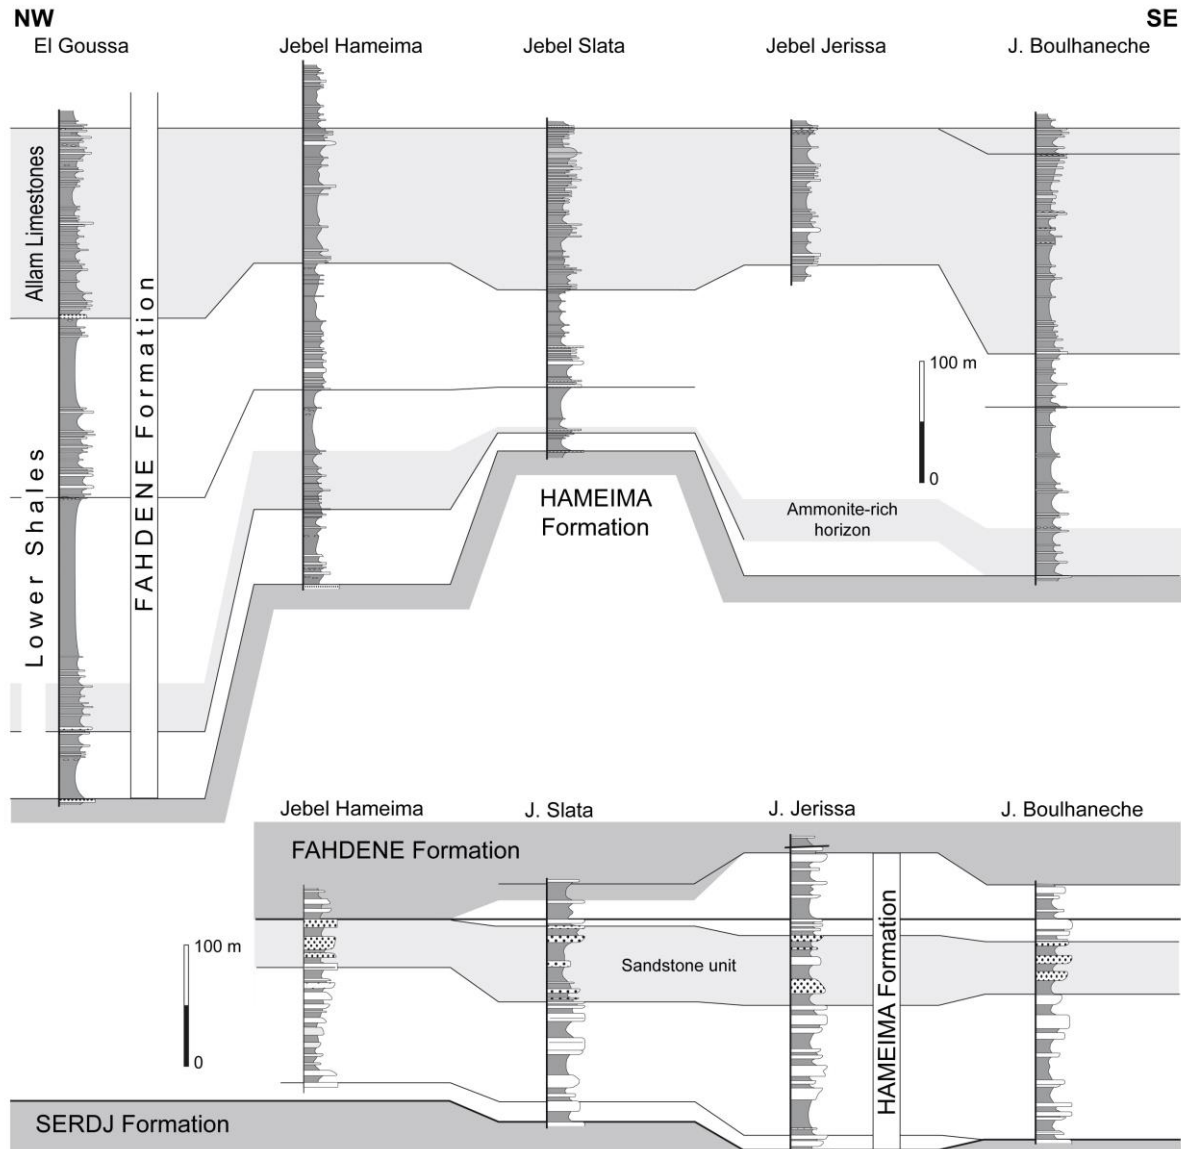 NW
SE
El Goussa
Jebel Hameima
Jebel Slata
Jebel Jerissa
J. Boulhaneche
Allam Limestones
Lower Shales
FAHDENE Formation
100 m
0
HAMEIMA
Formation
Ammonite-rich
horizon
Jebel Hameima
J. Slata
J. Jerissa
J. Boulhaneche
FAHDENE Formation
100 m
0
Sandstone unit
HAMEIMA Formation
SERDJ Formation